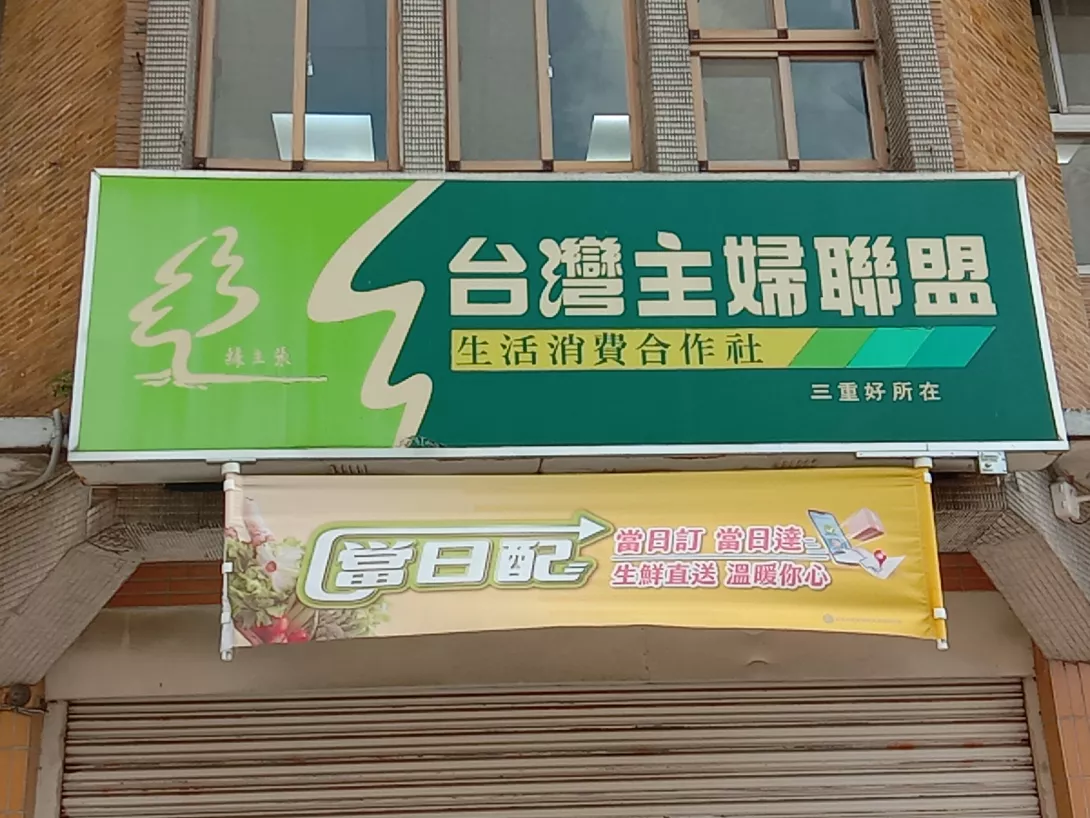 台灣主婦聯盟
生活消費合作社
綠主張
三重好所在
當日配
當日訂 當日達
生鮮直送 溫暖你心